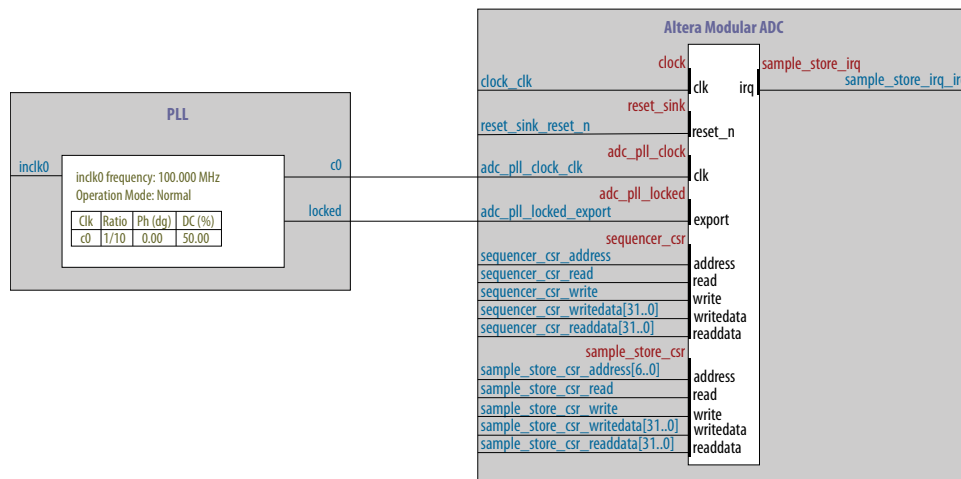 Altera Modular ADC
clock
sample_store_irq
clock_clk
clk
irq
sample_store_irq_ir
reset_sink
reset_sink_reset_n
reset_n
adc_pll_clock
adc_pll_clock_clk
clk
adc_pll_locked
adc_pll_locked_export
export
sequencer_csr
sequencer_csr_address
address
sequencer_csr_read
read
sequencer_csr_write
write
sequencer_csr_writedata[31..0]
writedata
sequencer_csr_readdata[31..0]
readdata
sample_store_csr
sample_store_csr_address[6..0]
address
sample_store_csr_read
read
sample_store_csr_write
write
sample_store_csr_writedata[31..0]
writedata
sample_store_csr_readdata[31..0]
readdata
PLL
inclk0
c0
inclk0 frequency: 100.000 MHz
Operation Mode: Normal
locked
Clk Ratio Ph (dg) DC (%)
c0 1/10 0.00 50.00